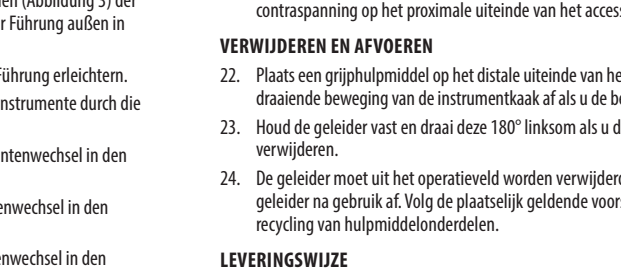 (Abbildung 3) der
Führung außen in
Führung erleichtern.
nstrumente durch die
ntenwechsel in den
enwechsel in den
enwechsel in den
contraspanning op het proximale uiteinde van het access
VERWIJDEREN EN AFVOEREN
22. Plaats een grijphulpmiddel op het distale uiteinde van he
draaiende beweging van de instrumentkaak af als u de b
23. Houd de geleider vast en draai deze 180° linksom als u d
verwijderen.
24. De geleider moet uit het operatieveld worden verwijder
geleider na gebruik af. Volg de plaatselijk geldende voors
recycling van hulpmiddelonderdelen.
LEVERINGSWIJZE